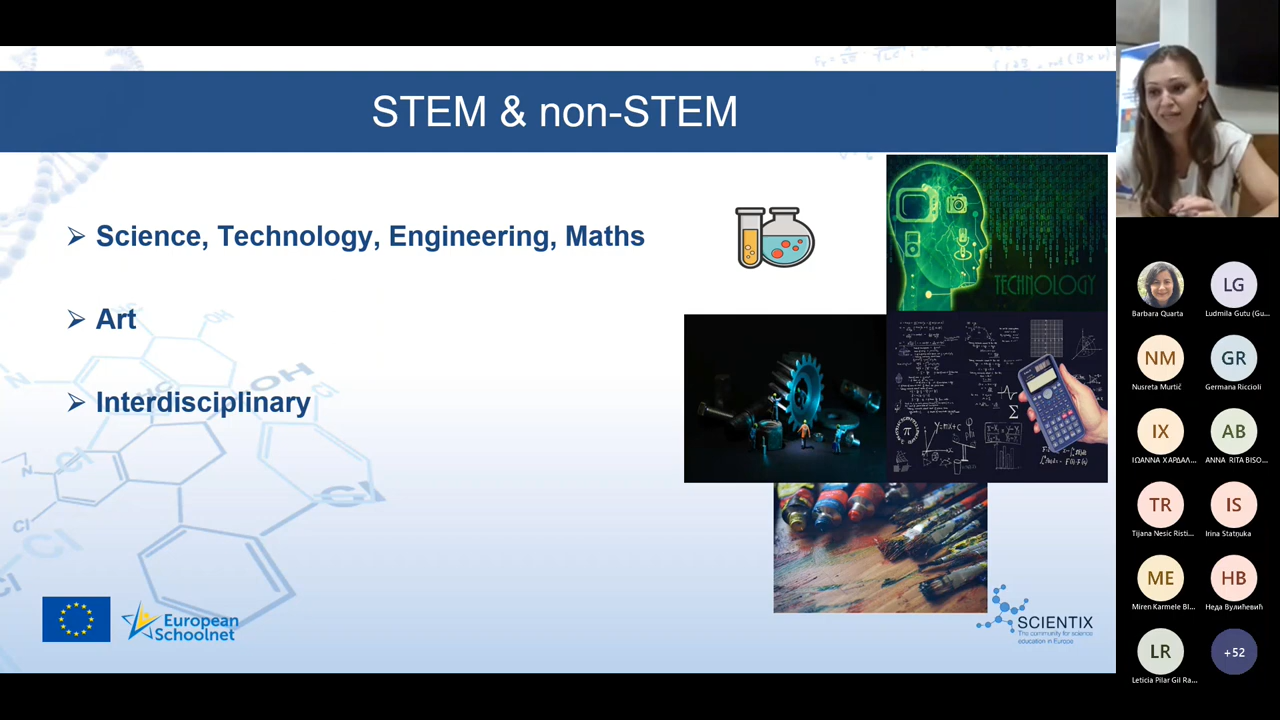 STEM & non-STEM
Science, Technology, Engineering, Maths
Art
Interdisciplinary
TECHNOLOGY
π
y=mx+c
Σ
European
Schoolnet
SCIENTIX
The community for science
education in Europe
Barbara Quarta
LG
Ludmila Gutu (Gu...
NM
Nusreta Murtić
GR
Germana Riccioli
IX
ΙΩΑΝΝΑ ΧΑΡΔΑΛ...
AB
ANNA RITA BISO...
TR
Tijana Nesic Risti...
IS
Irina Statņuka
ME
Miren Karmele Bl...
HB
Неда Вулићевић
LR
Leticia Pilar Gil Ra...
+52